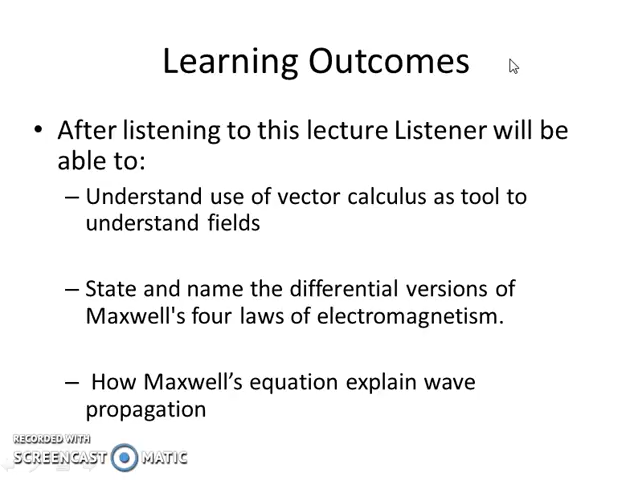 Learning Outcomes
• After listening to this lecture Listener will be
able to:
– Understand use of vector calculus as tool to
understand fields
– State and name the differential versions of
Maxwell's four laws of electromagnetism.
– How Maxwell’s equation explain wave
propagation
RECORDED WITH
SCREENCAST MATIC